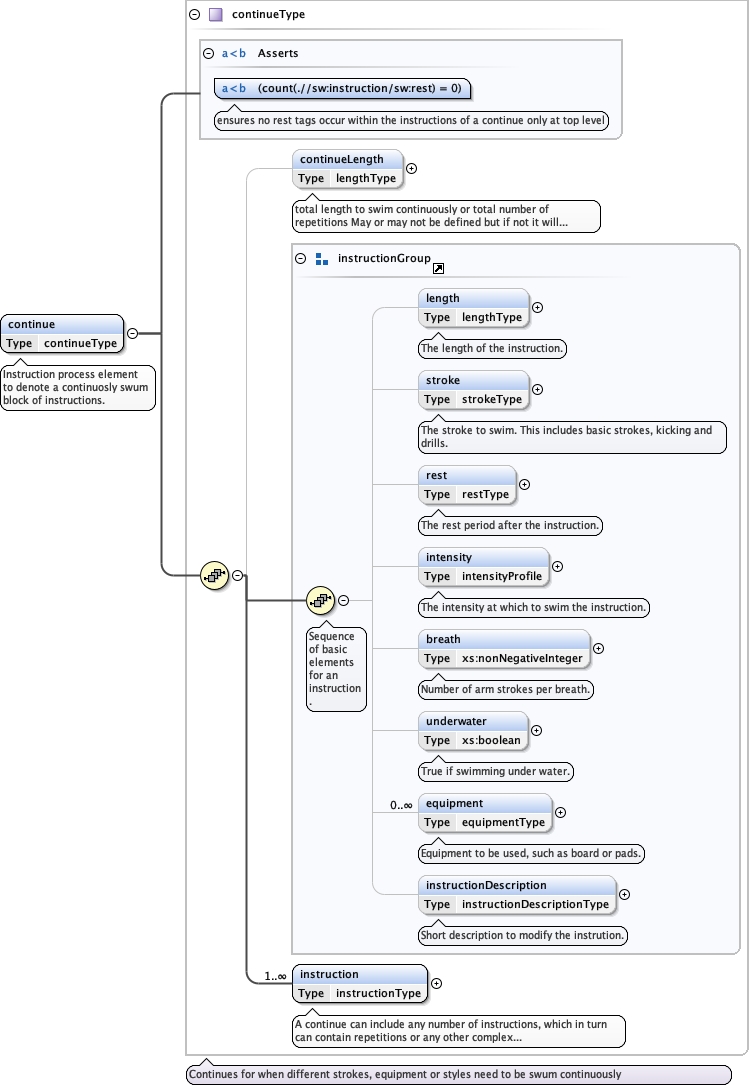 continueType
a<b Asserts
a<b (count(.//sw:instruction/sw:rest) = 0)
ensures no rest tags occur within the instructions of a continue only at top level
continueLength
Type lengthType
total length to swim continuously or total number of
repetitions May or may not be defined but if not it will...
instructionGroup
continue
Type continueType
Instruction process element
to denote a continuosly swum
block of instructions.
Sequence
of basic
elements
for an
instruction
.
length
Type lengthType
The length of the instruction.
stroke
Type strokeType
The stroke to swim. This includes basic strokes, kicking and
drills.
rest
Type restType
The rest period after the instruction.
intensity
Type intensityProfile
The intensity at which to swim the instruction.
breath
Type xs:nonNegativeInteger
Number of arm strokes per breath.
underwater
Type xs:boolean
True if swimming under water.
0..∞ equipment
Type equipmentType
Equipment to be used, such as board or pads.
instructionDescription
Type instructionDescriptionType
Short description to modify the instrution.
1..∞ instruction
Type instructionType
A continue can include any number of instructions, which in turn
can contain repetitions or any other complex...
Continues for when different strokes, equipment or styles need to be swum continuously